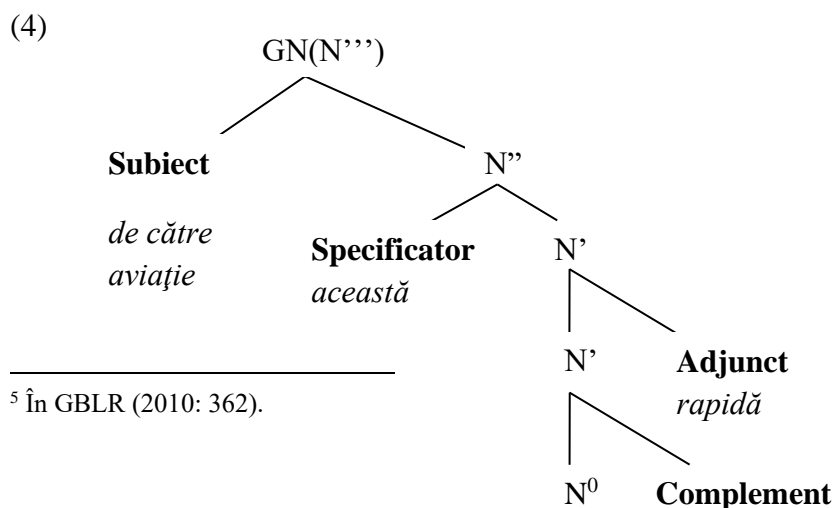 (4)
GN(N’’’)
Subiect
N”
de către
aviaţie
Specificator
această
N’
N’
Adjunct
rapidă
⁵ În GBLR (2010: 362).
N⁰
Complement